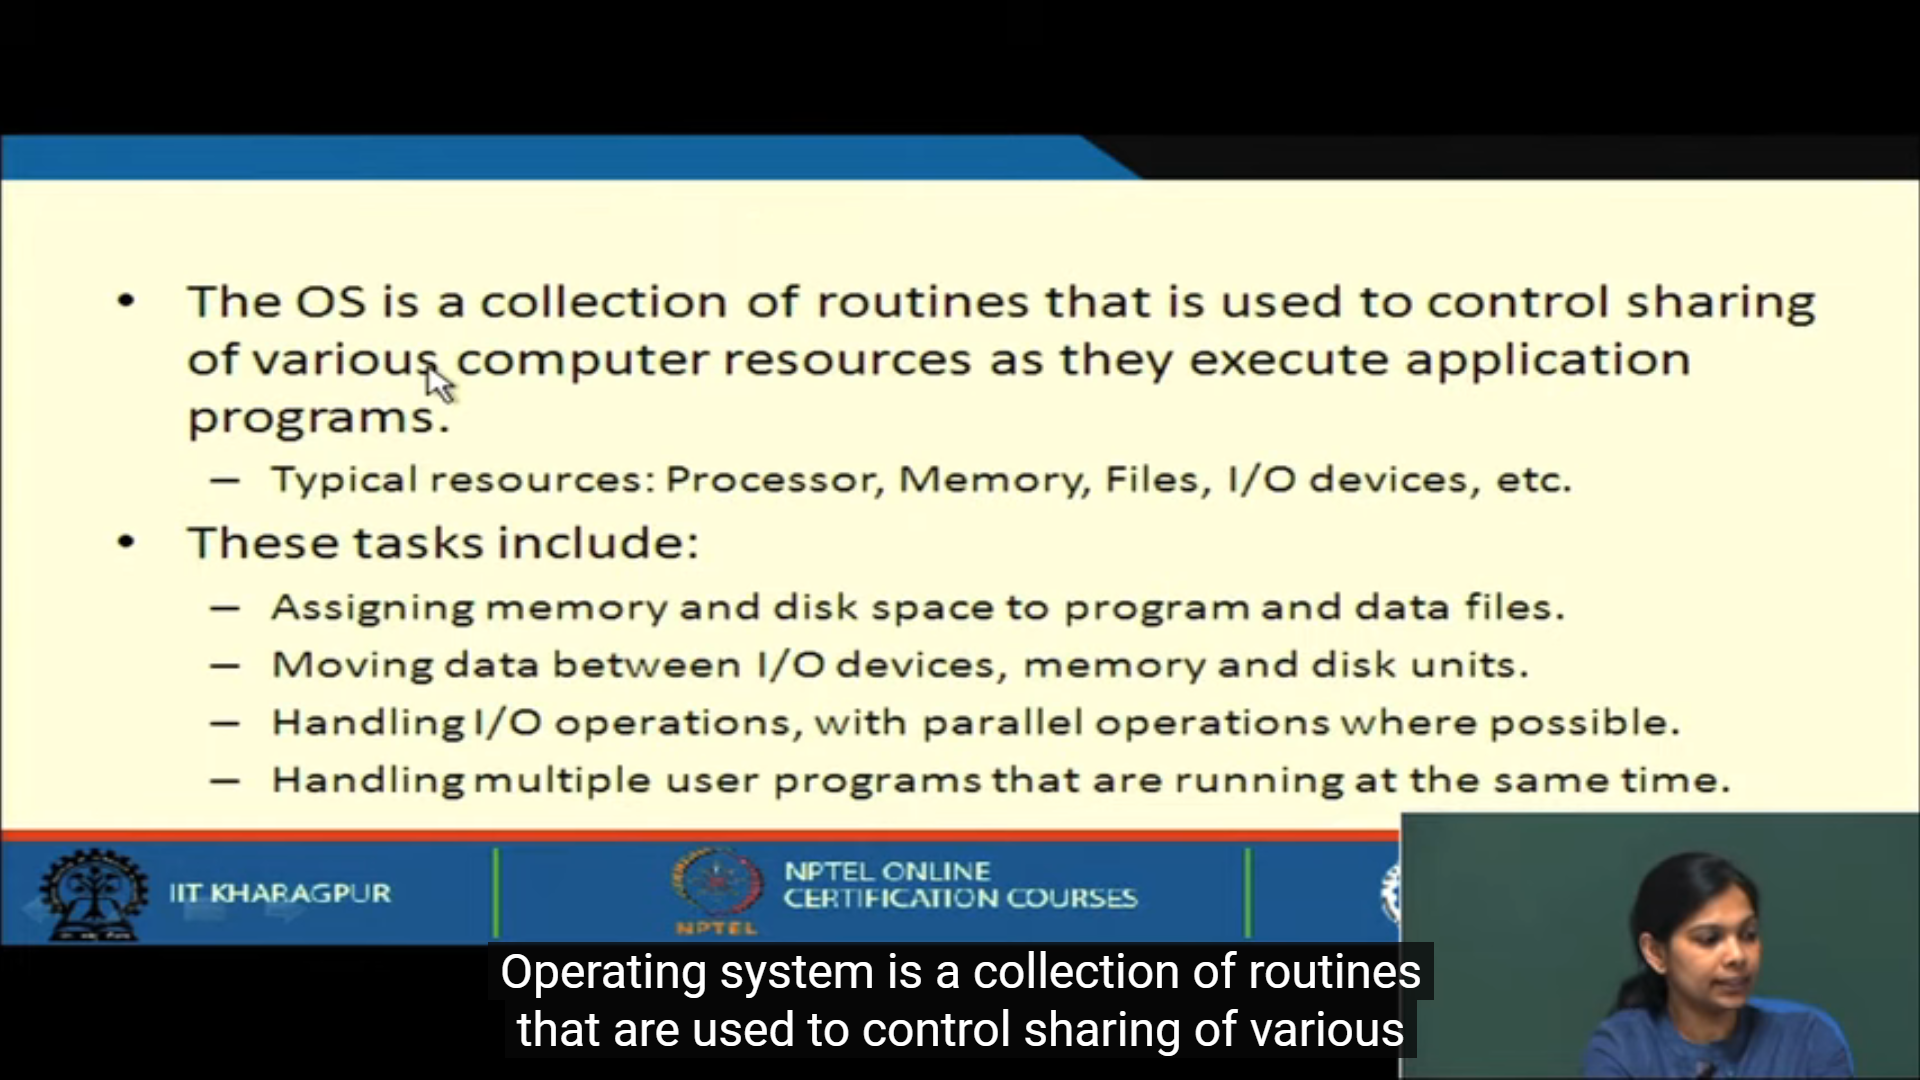 • The OS is a collection of routines that is used to control sharing
of various computer resources as they execute application
programs.
– Typical resources: Processor, Memory, Files, I/O devices, etc.
• These tasks include:
– Assigning memory and disk space to program and data files.
– Moving data between I/O devices, memory and disk units.
– Handling I/O operations, with parallel operations where possible.
– Handling multiple user programs that are running at the same time.
IIT KHARAGPUR
NPTEL
NPTEL ONLINE
CERTIFICATION COURSES
Operating system is a collection of routines
that are used to control sharing of various